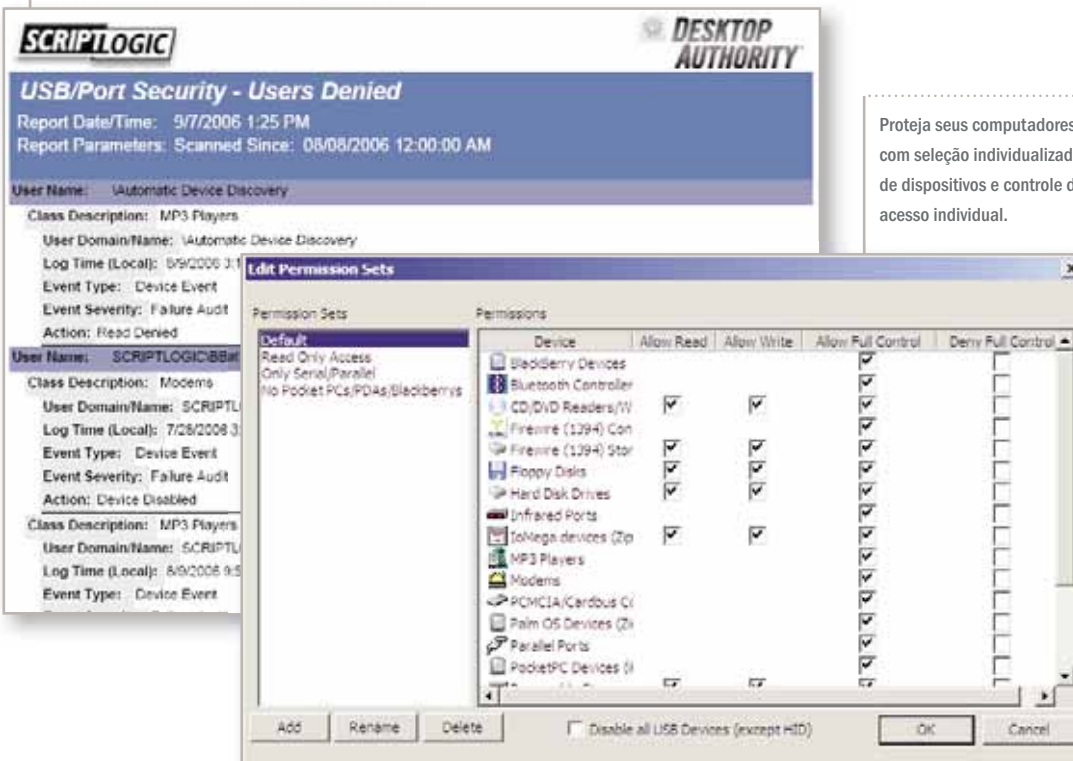 SCRIPTLOGIC
DESKTOP
AUTHORITY
USB/Port Security - Users Denied
Report Date/Time: 9/7/2006 1:25 PM
Report Parameters: Scanned Since: 08/08/2006 12:00:00 AM
User Name: \Automatic Device Discovery
Class Description: MP3 Players
User Domain/Name: \Automatic Device Discovery
Log Time (Local): 8/9/2006
Event Type: Device Event
Event Severity: Failure Audit
Action: Read Denied
User Name:
Class Description: Modems
User Domain/Name: SCRIPTL
Log Time (Local):
Event Type: Device Event
Event Severity: Failure Audit
Action: Device Disabled
Class Description: MP3 Players
User Domain/Name: SCRIPTL
Log Time (Local):
Event Type: Device Event
Proteja seus computadores
com seleção individualizad
de dispositivos e controle d
acesso individual.
Edit Permission Sets
Permission Sets
Default
Read Only Access
Only Serial/Parallel
No Pocket PCs/PDAs/Blackberrys
Permissions
Device Allow Read Allow Write Allow Full Control Deny Full Control
BlackBerry Devices
Bluetooth Controller
CD/DVD Readers/W
Firewire (1394) Con
Firewire (1394) Stor
Floppy Disks
Hard Disk Drives
Infrared Ports
IoMega devices (Zip
MP3 Players
Modems
PCMCIA/Cardbus
Palm OS Devices
Parallel Ports
PocketPC Devices
Add Rename Delete
Disable all USB Devices (except HID)
OK Cancel